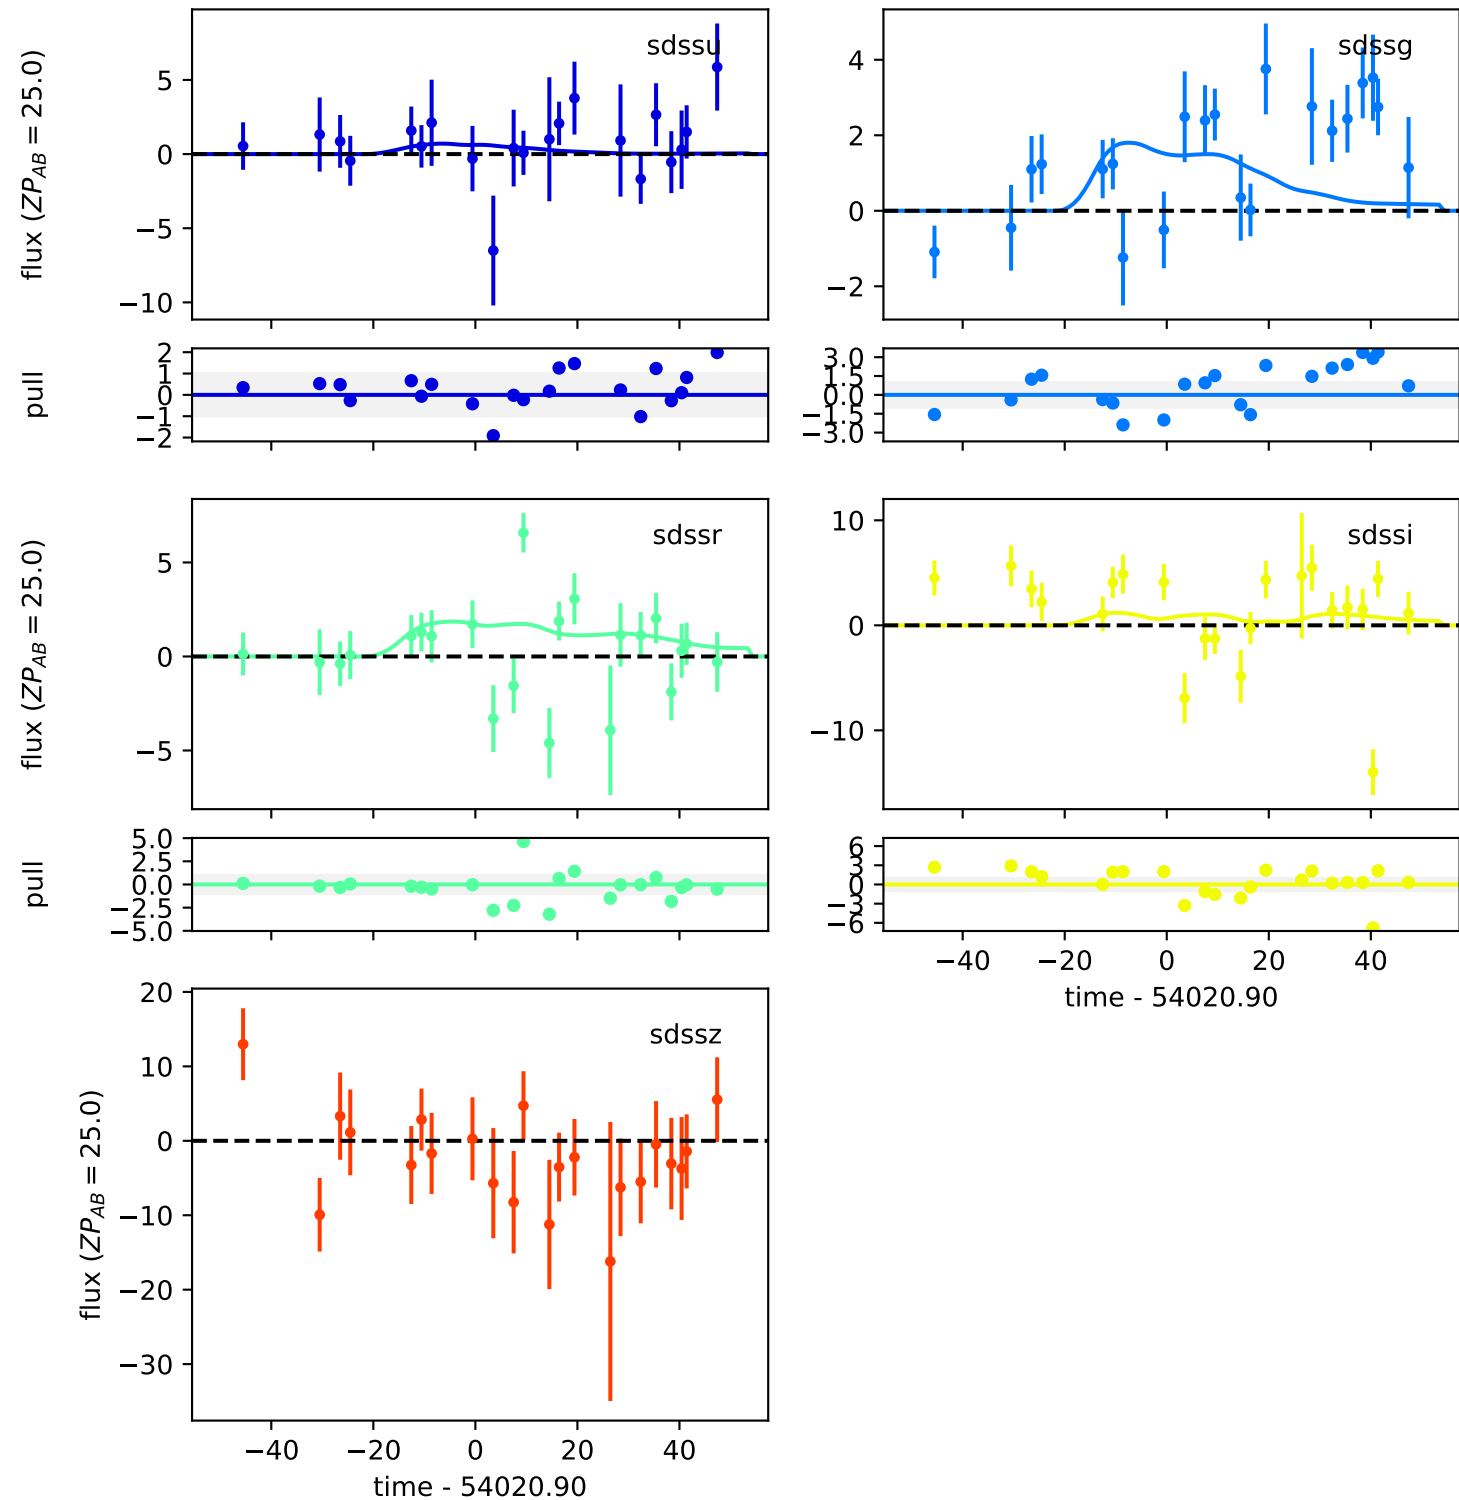 sdssu
flux (ZP_AB = 25.0)
5
0
−5
−10
sdssg
4
2
0
−2
pull
2
1
0
−1
−2
3.0
1.5
0.0
−1.5
−3.0
sdssr
flux (ZP_AB = 25.0)
5
0
−5
sdssi
10
0
−10
pull
5.0
2.5
0.0
−2.5
−5.0
6
3
0
−3
−6
−40 −20 0 20 40
time - 54020.90
sdssz
flux (ZP_AB = 25.0)
20
10
0
−10
−20
−30
−40 −20 0 20 40
time - 54020.90